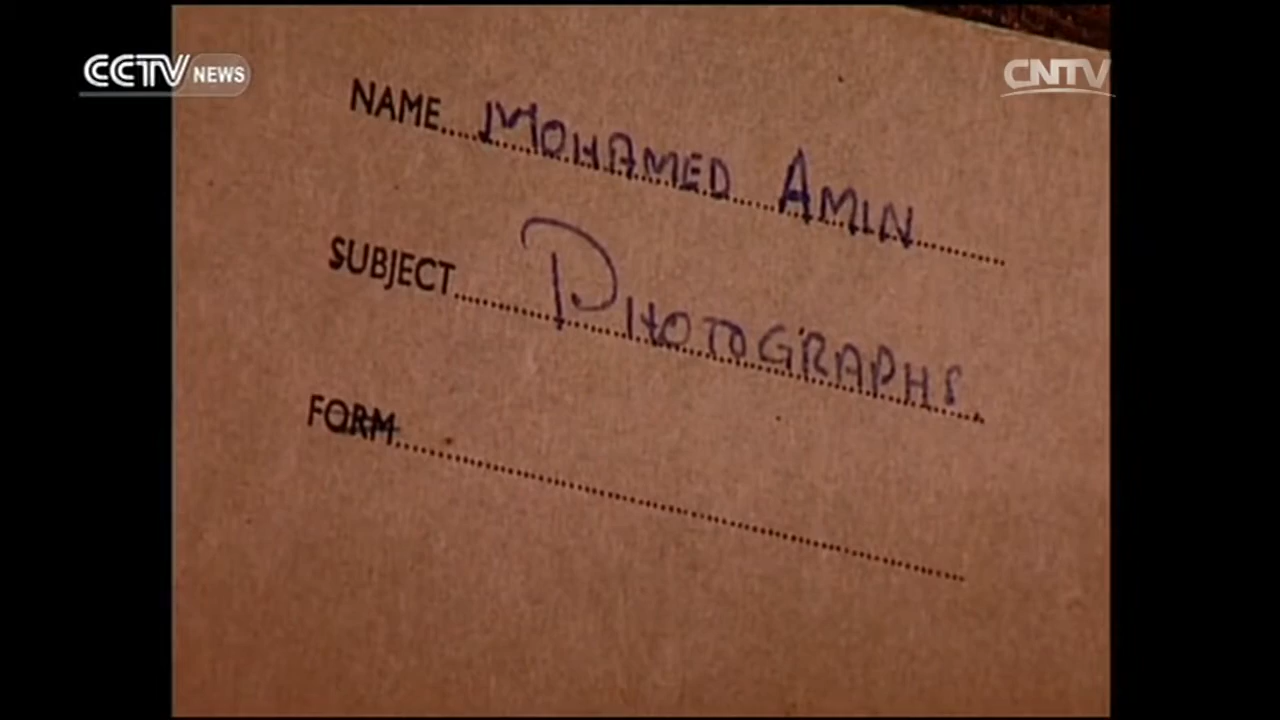 CCTV NEWS
CNTV
NAME MOHAMED AMIN
SUBJECT PHOTOGRAPHS.
FORM